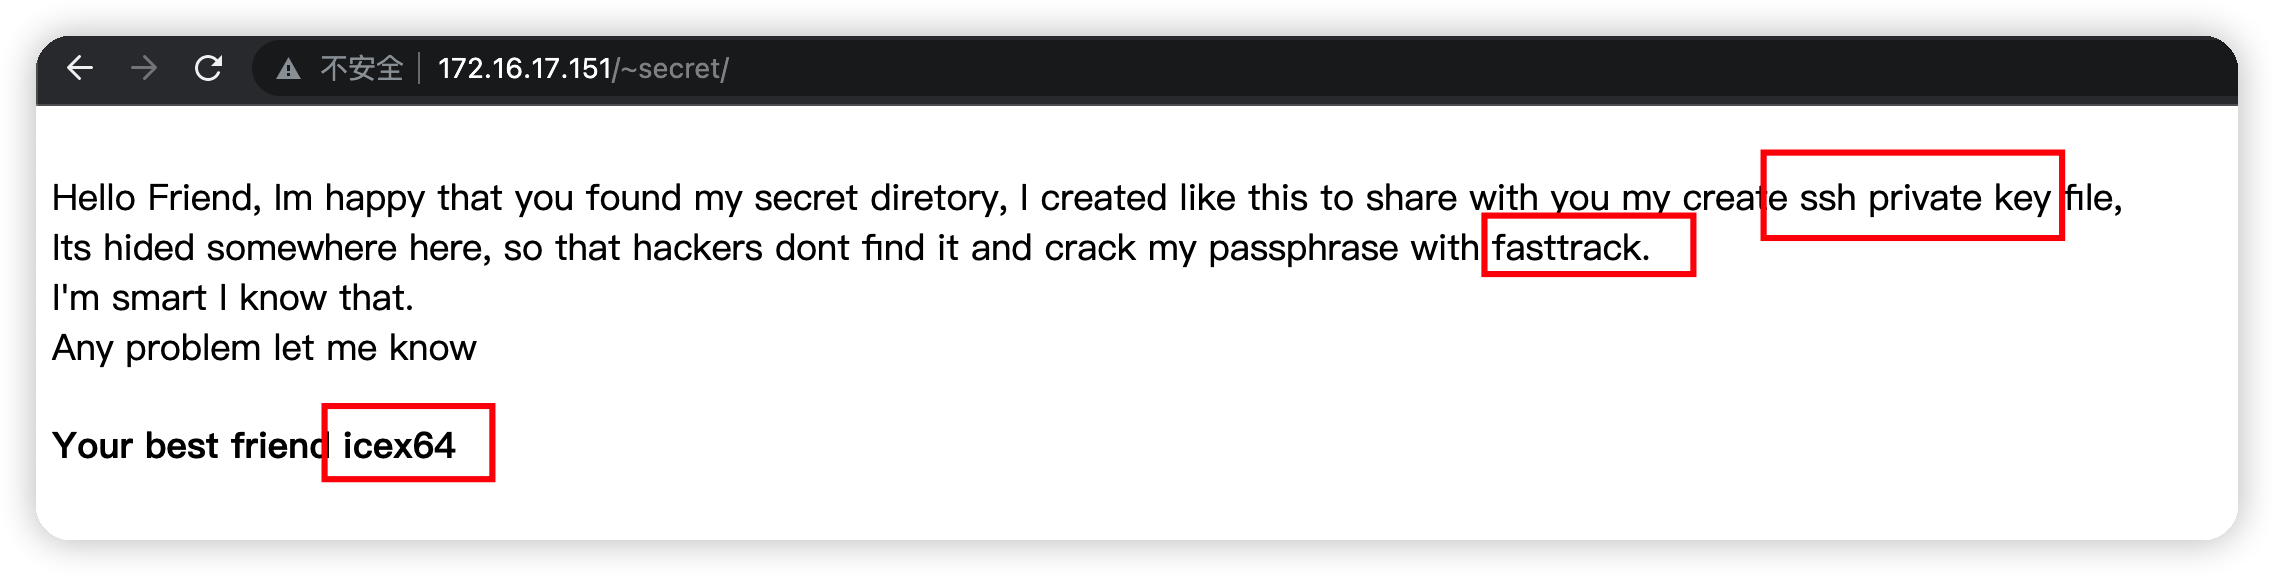 不安全 172.16.17.151/~secret/
Hello Friend, Im happy that you found my secret diretory, I created like this to share with you my create ssh private key file,
Its hided somewhere here, so that hackers dont find it and crack my passphrase with fasttrack.
I'm smart I know that.
Any problem let me know
Your best friend icex64